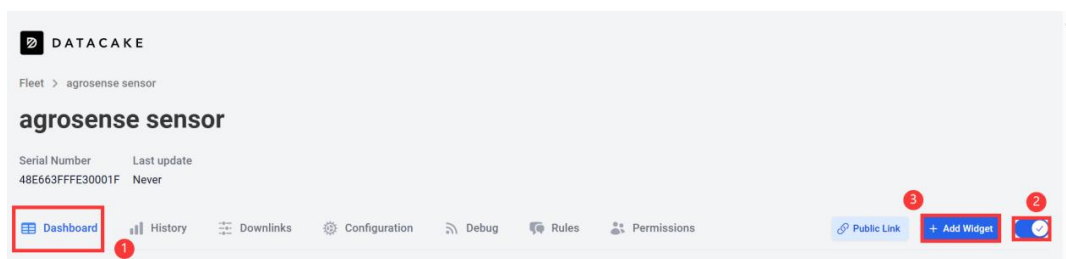 DATACAKE
Fleet > agrosense sensor
agrosense sensor
Serial Number Last update
48E663FFFE30001F Never
3
2
Dashboard History Downlinks Configuration Debug Rules Permissions Public Link + Add Widget
1